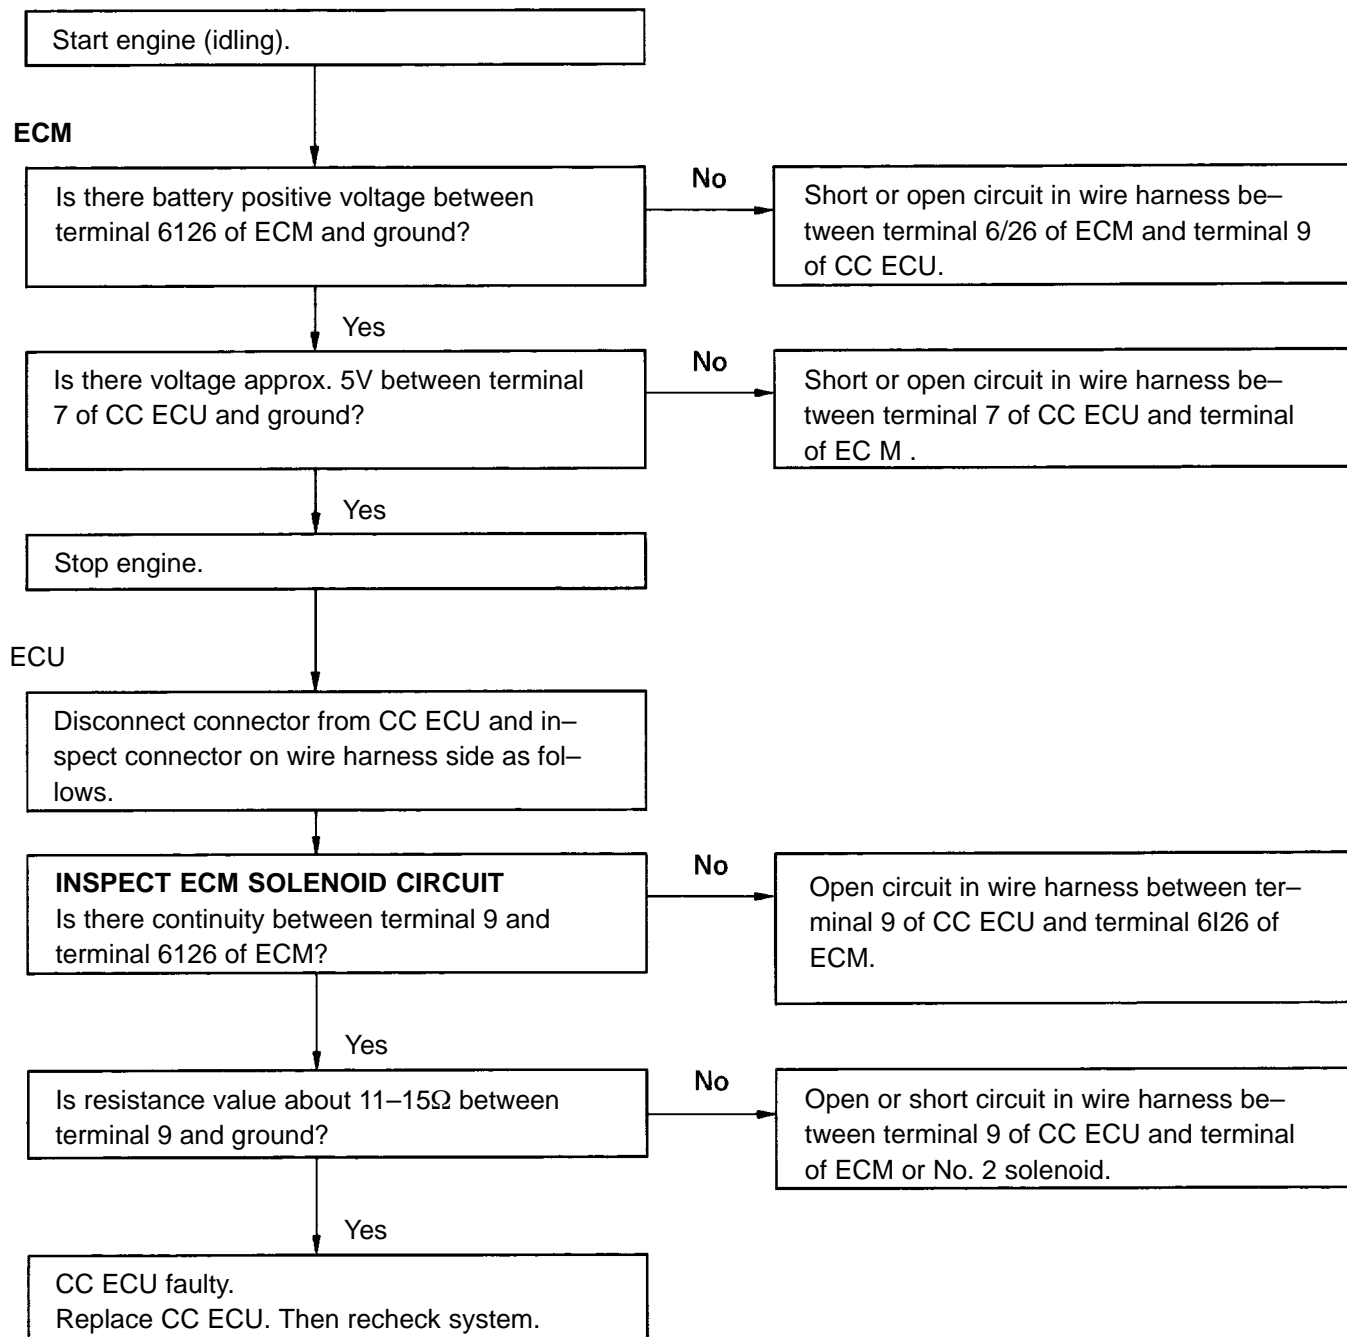 Start engine (idling).
ECM
Is there battery positive voltage between
terminal 6126 of ECM and ground?
No
Short or open circuit in wire harness be–
tween terminal 6/26 of ECM and terminal 9
of CC ECU.
Yes
Is there voltage approx. 5V between terminal
7 of CC ECU and ground?
No
Short or open circuit in wire harness be–
tween terminal 7 of CC ECU and terminal
of EC M .
Yes
Stop engine.
ECU
Disconnect connector from CC ECU and in–
spect connector on wire harness side as fol–
lows.
INSPECT ECM SOLENOID CIRCUIT
Is there continuity between terminal 9 and
terminal 6126 of ECM?
No
Open circuit in wire harness between ter–
minal 9 of CC ECU and terminal 6I26 of
ECM.
Yes
Is resistance value about 11–15Ω between
terminal 9 and ground?
No
Open or short circuit in wire harness be–
tween terminal 9 of CC ECU and terminal
of ECM or No. 2 solenoid.
Yes
CC ECU faulty.
Replace CC ECU. Then recheck system.